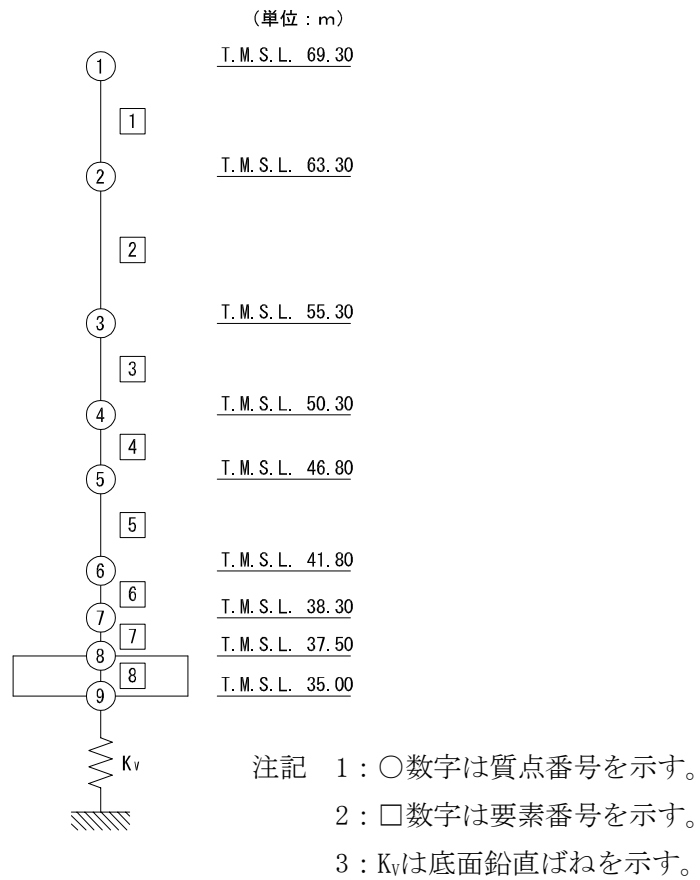 (単位：m)
① T.M.S.L. 69.30
1
② T.M.S.L. 63.30
2
③ T.M.S.L. 55.30
3
④ T.M.S.L. 50.30
4
⑤ T.M.S.L. 46.80
5
⑥ T.M.S.L. 41.80
6
⑦ T.M.S.L. 38.30
7
⑧ T.M.S.L. 37.50
8
⑨ T.M.S.L. 35.00
Kv
注記 1：○数字は質点番号を示す。
2：□数字は要素番号を示す。
3：KVは底面鉛直ばねを示す。